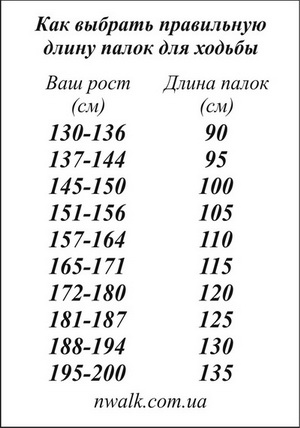 Как выбрать правильную
длину палок для ходьбы
Ваш рост Длина палок
(см) (см)
130-136 90
137-144 95
145-150 100
151-156 105
157-164 110
165-171 115
172-180 120
181-187 125
188-194 130
195-200 135
nwalk.com.ua